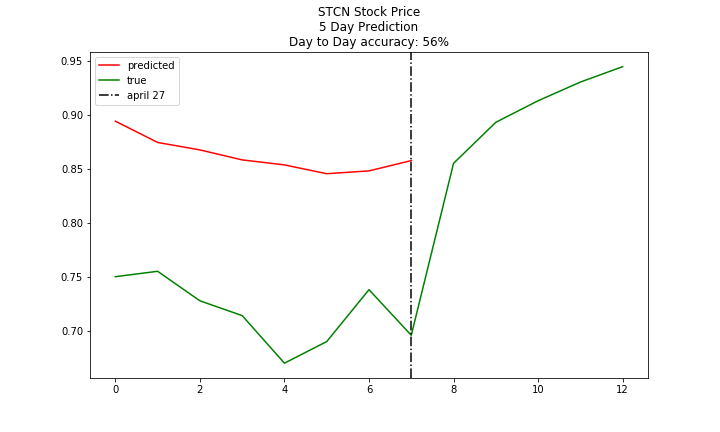 STCN Stock Price
5 Day Prediction
Day to Day accuracy: 56%
predicted
true
april 27
0.95
0.90
0.85
0.80
0.75
0.70
0 2 4 6 8 10 12